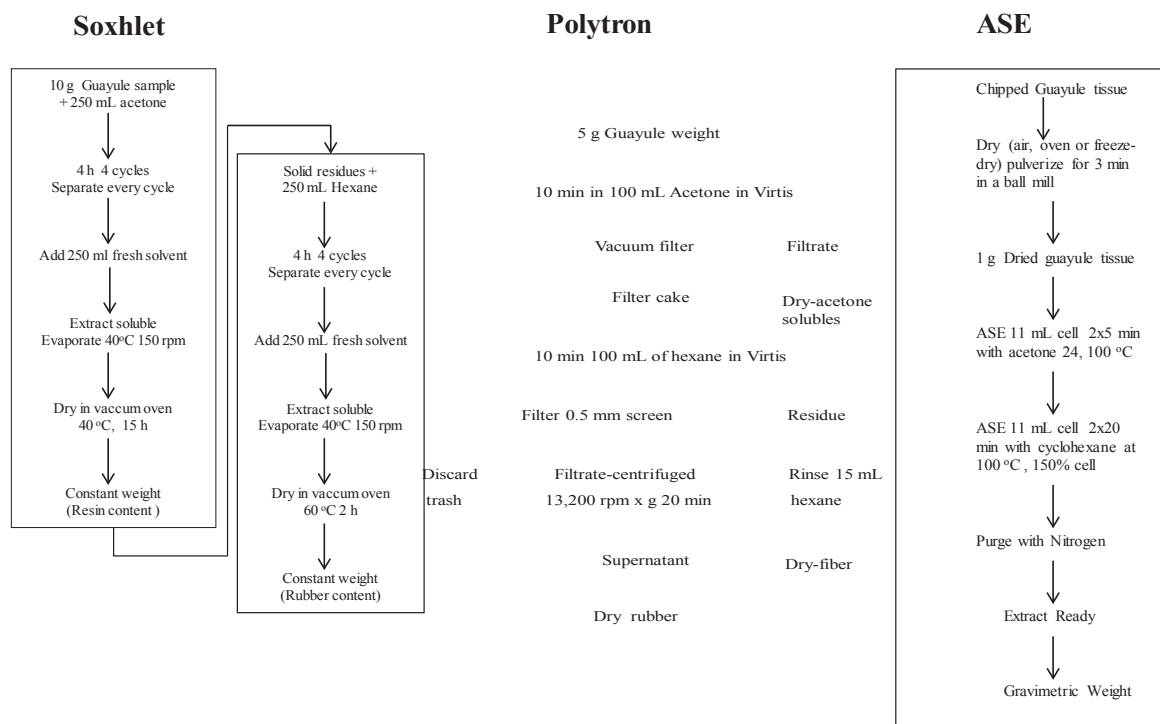 Soxhlet
10 g Guayule sample
+ 250 mL acetone
4 h 4 cycles
Separate every cycle
Add 250 ml fresh solvent
Extract soluble
Evaporate 40°C 150 rpm
Dry in vaccum oven
40 °C, 15 h
Constant weight
(Resin content )
Solid residues +
250 mL Hexane
4 h 4 cycles
Separate every cycle
Add 250 mL fresh solvent
Extract soluble
Evaporate 40°C 150 rpm
Dry in vaccum oven
60 °C 2 h
Constant weight
(Rubber content)
Polytron
5 g Guayule weight
10 min in 100 mL Acetone in Virtis
Vacuum filter
Filtrate
Filter cake
Dry-acetone
solubles
10 min 100 mL of hexane in Virtis
Filter 0.5 mm screen
Residue
Discard
trash
Filtrate-centrifuged
13,200 rpm x g 20 min
Rinse 15 mL
hexane
Supernatant
Dry-fiber
Dry rubber
ASE
Chipped Guayule tissue
Dry (air, oven or freeze-
dry) pulverize for 3 min
in a ball mill
1 g Dried guayule tissue
ASE 11 mL cell 2x5 min
with acetone 24, 100 °C
ASE 11 mL cell 2x20
min with cyclohexane at
100 °C , 150% cell
Purge with Nitrogen
Extract Ready
Gravimetric Weight